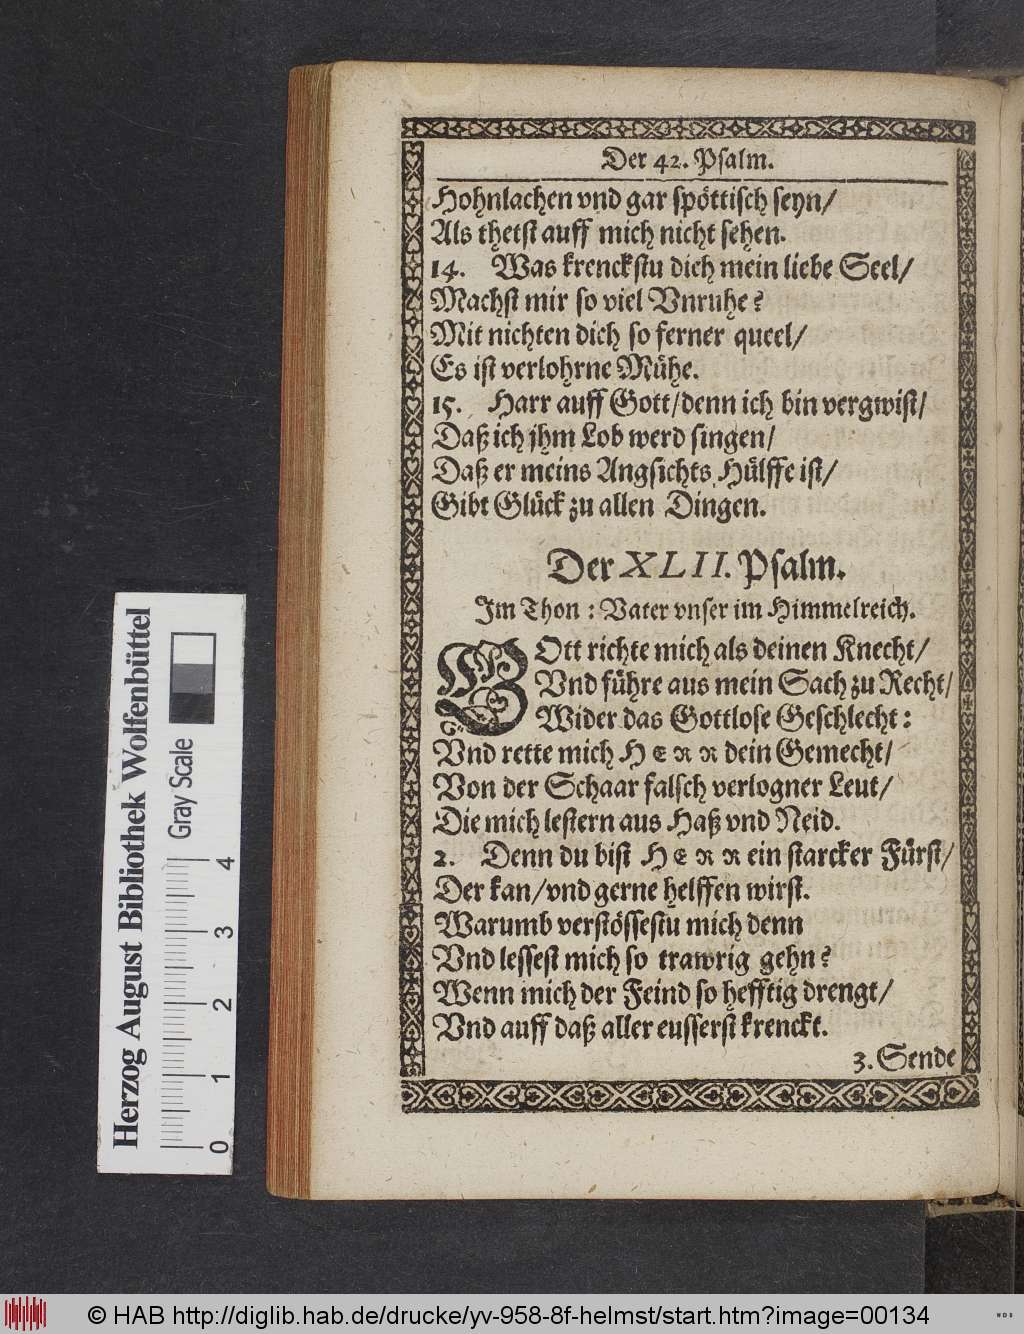 Der 42. Psalm.
Hohnlachen vnd gar spöttisch seyn/
Als thetst auff mich nicht sehen.
14. Was krenckstu dich mein liebe Seel/
Machst mir so viel Vnruhe?
Mit nichten dich so ferner queel/
Es ist verlohrne Mühe.
15. Harr auff Gott/denn ich bin vergwist/
Daß ich jhm Lob werd singen/
Daß er meins Angsichts Hülffe ist/
Gibt Glück zu allen Dingen.
Der XLII. Psalm.
Im Thon: Vater vnser im Himmelreich.
GOtt richte mich als deinen Knecht/
Vnd führe aus mein Sach zu Recht/
Wider das Gottlose Geschlecht:
Vnd rette mich HERR dein Gemecht/
Von der Schaar falsch verlogner Leut/
Die mich lestern aus Haß vnd Neid.
2. Denn du bist HERR ein starcker Fürst/
Der kan/vnd gerne helffen wirst.
Warumb verstössestu mich denn
Vnd lessest mich so trawrig gehn?
Wenn mich der Feind so hefftig drengt/
Vnd auff daß aller eusserst krenckt.
3. Sende
Herzog August Bibliothek Wolfenbüttel
Gray Scale
0 1 2 3 4
© HAB http://diglib.hab.de/drucke/yv-958-8f-helmst/start.htm?image=00134
WDB